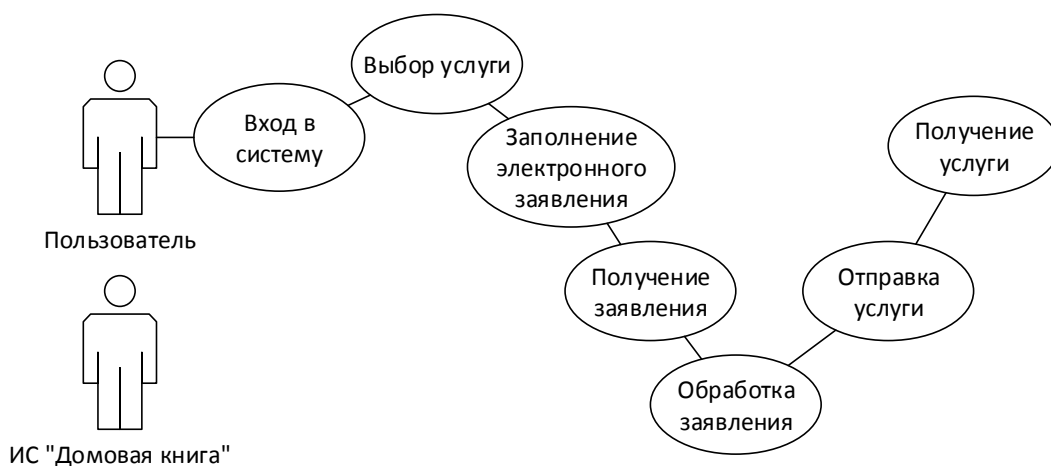 Выбор услуги
Вход в
систему
Заполнение
электронного
заявления
Получение
услуги
Пользователь
Получение
заявления
Отправка
услуги
Обработка
заявления
ИС "Домовая книга"